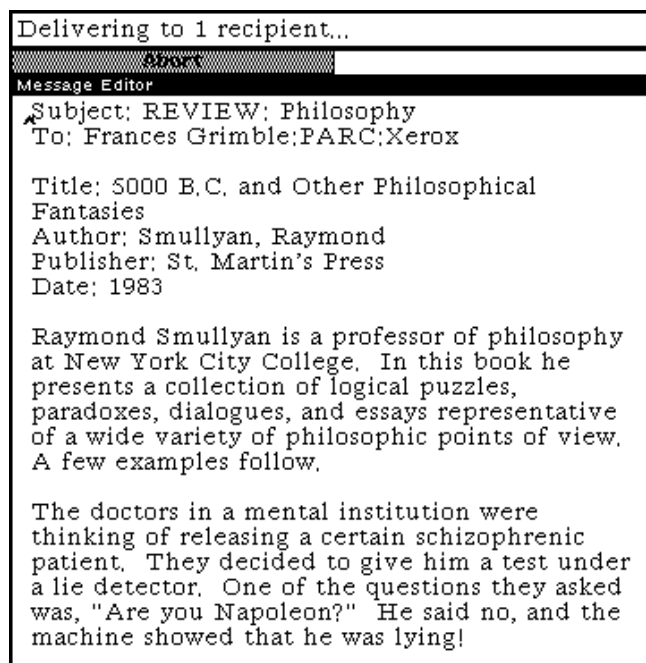 Delivering to 1 recipient...
Abort
Message Editor
Subject: REVIEW: Philosophy
To: Frances Grimble:PARC:Xerox
Title: 5000 B.C. and Other Philosophical
Fantasies
Author: Smullyan, Raymond
Publisher: St. Martin's Press
Date: 1983
Raymond Smullyan is a professor of philosophy
at New York City College.  In this book he
presents a collection of logical puzzles,
paradoxes, dialogues, and essays representative
of a wide variety of philosophic points of view.
A few examples follow.
The doctors in a mental institution were
thinking of releasing a certain schizophrenic
patient.  They decided to give him a test under
a lie detector.  One of the questions they asked
was, "Are you Napoleon?"  He said no, and the
machine showed that he was lying!